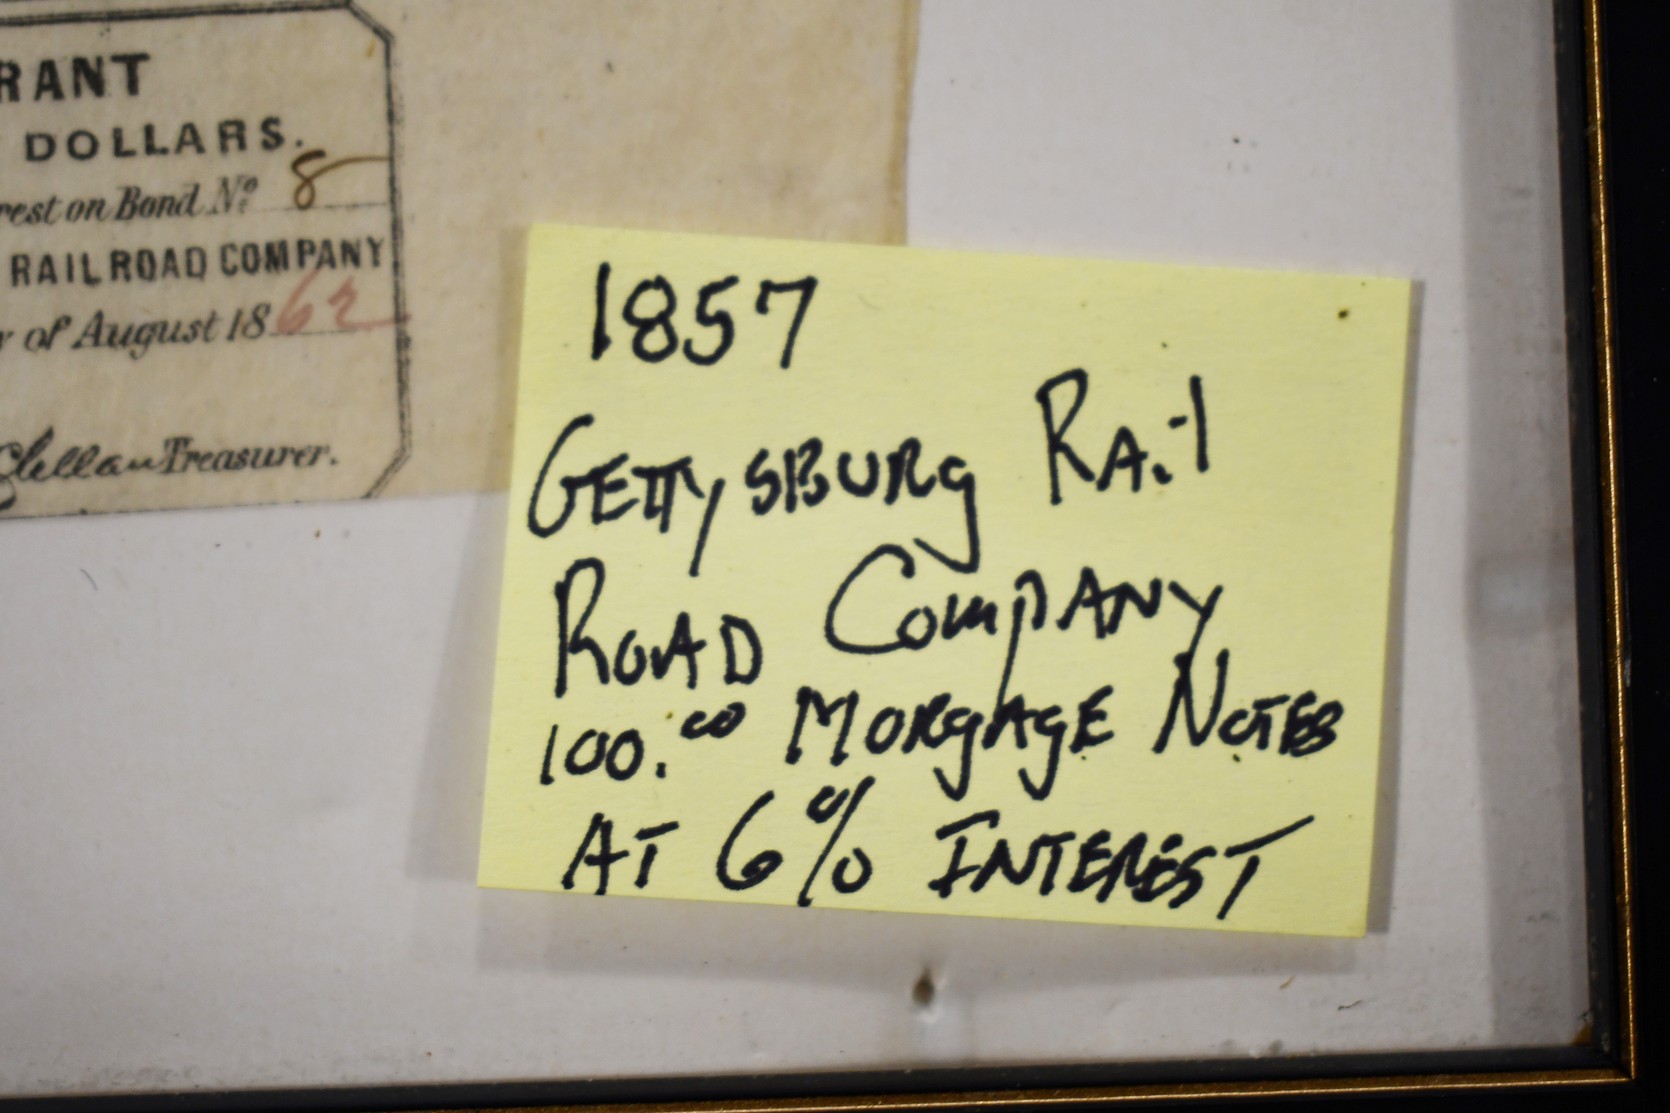 RANT
DOLLARS.
rest on Bond No. 8
RAILROAD COMPANY
y of August 1862
Clellan Treasurer.
1857
GETTYSBURG RAil
ROAD COMPANY
100.00 MORGAGE NOTES
AT 6% INTEREST